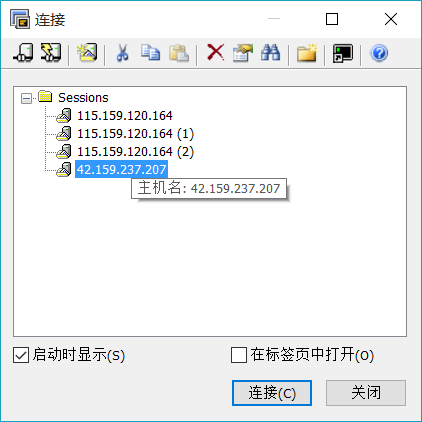 连接
Sessions
115.159.120.164
115.159.120.164 (1)
115.159.120.164 (2)
42.159.237.207
主机名: 42.159.237.207
启动时显示(S)
在标签页中打开(O)
连接(C)
关闭